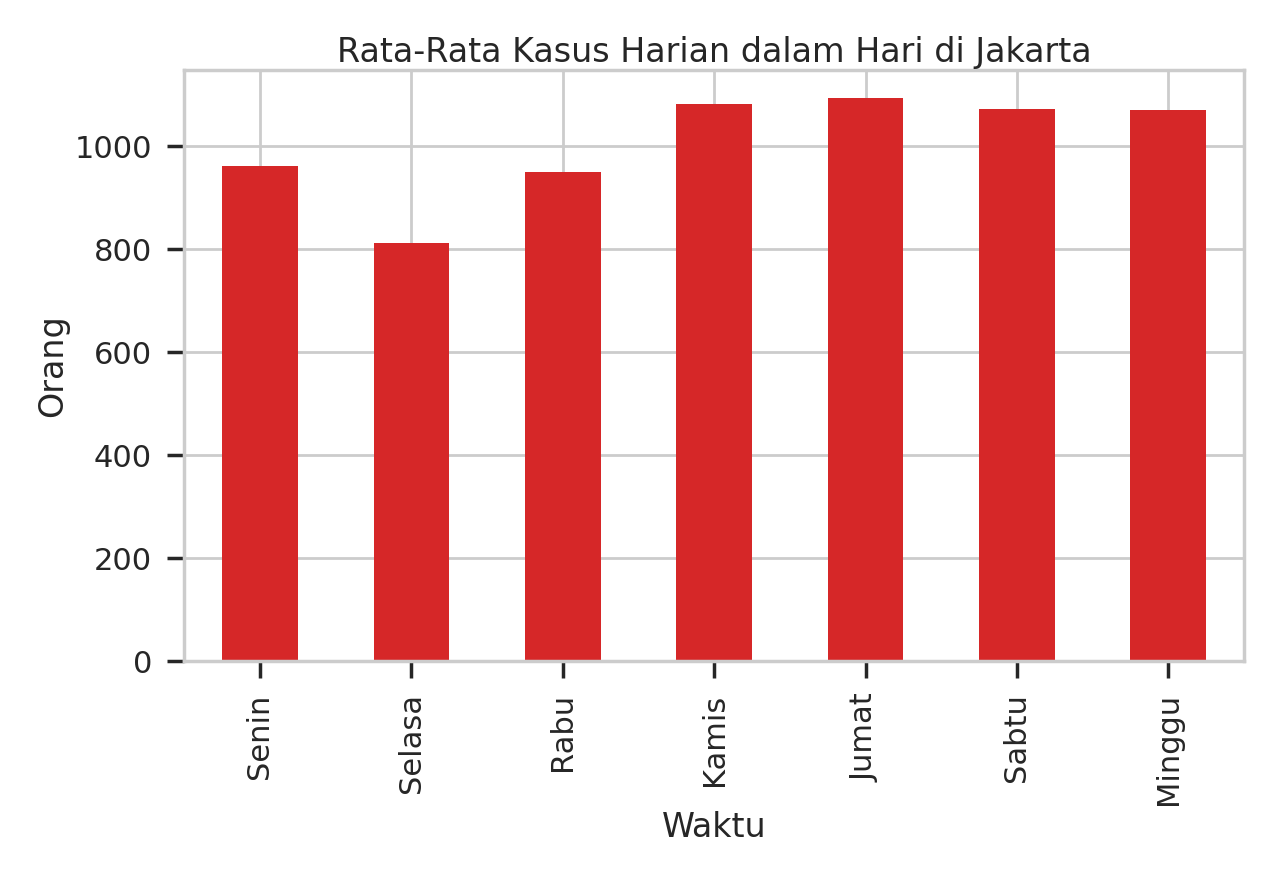 Rata-Rata Kasus Harian dalam Hari di Jakarta
Orang
1000
800
600
400
200
0
Senin
Selasa
Rabu
Kamis
Jumat
Sabtu
Minggu
Waktu